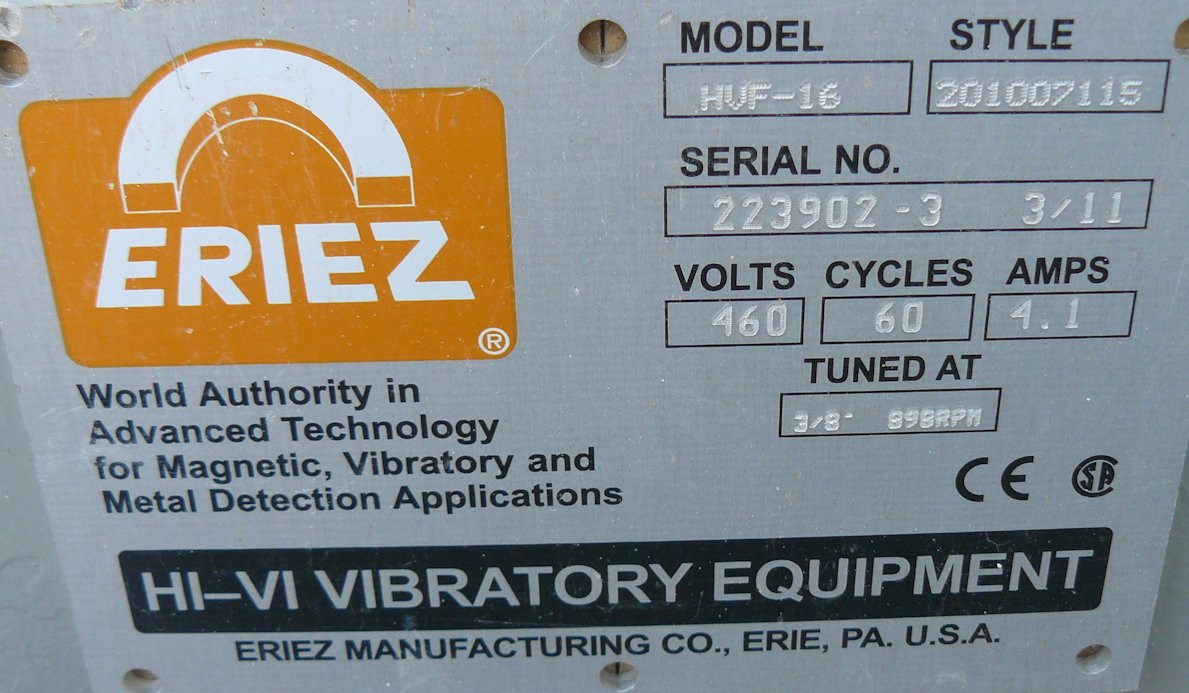 ERIEZ
®
World Authority in
Advanced Technology
for Magnetic, Vibratory and
Metal Detection Applications
MODEL STYLE
HVF-16 201007115
SERIAL NO.
223902-3 3/11
VOLTS CYCLES AMPS
460 60 4.1
TUNED AT
3/8" 898RPM
CE SA
HI–VI VIBRATORY EQUIPMENT
ERIEZ MANUFACTURING CO., ERIE, PA. U.S.A.